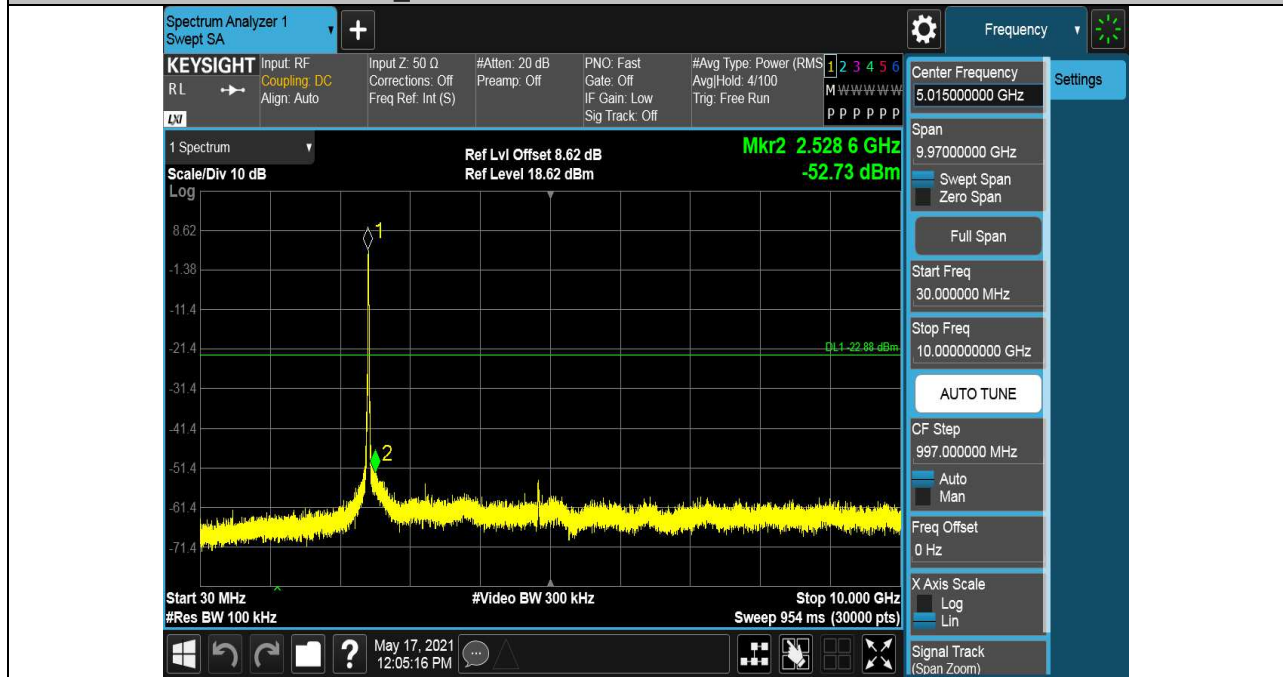 Spectrum Analyzer 1
Swept SA
Frequency
KEYSIGHT
RL
LXI
Input: RF
Coupling: DC
Align: Auto
Input Z: 50 Ω
Corrections: Off
Freq Ref: Int (S)
#Atten: 20 dB
Preamp: Off
PNO: Fast
Gate: Off
IF Gain: Low
Sig Track: Off
#Avg Type: Power (RMS
Avg|Hold: 4/100
Trig: Free Run
1 2 3 4 5 6
M W W W W W
P P P P P P
1 Spectrum
Scale/Div 10 dB
Log
Ref Lvl Offset 8.62 dB
Ref Level 18.62 dBm
Mkr2 2.528 6 GHz
-52.73 dBm
8.62
-1.38
-11.4
-21.4
-31.4
-41.4
-51.4
-61.4
-71.4
1
2
DL1 -22.88 dBm
Start 30 MHz
#Res BW 100 kHz
#Video BW 300 kHz
Stop 10.000 GHz
Sweep 954 ms (30000 pts)
Center Frequency
5.015000000 GHz
Span
9.97000000 GHz
Swept Span
Zero Span
Full Span
Start Freq
30.000000 MHz
Stop Freq
10.000000000 GHz
AUTO TUNE
CF Step
997.000000 MHz
Auto
Man
Freq Offset
0 Hz
X Axis Scale
Log
Lin
Signal Track
(Span Zoom)
Settings
?
May 17, 2021
12:05:16 PM